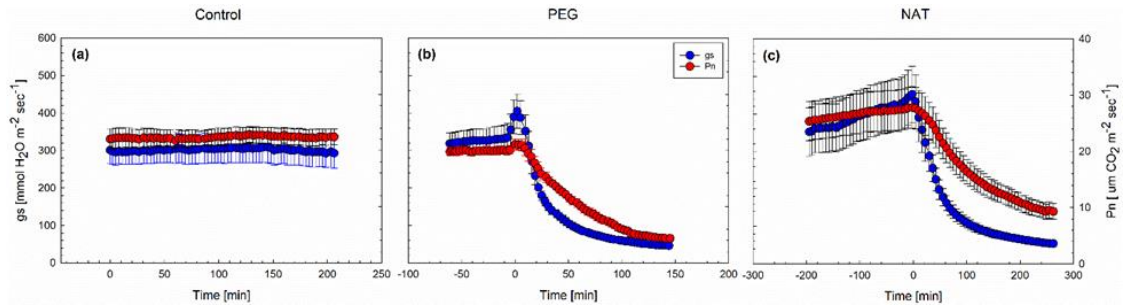 Control
PEG
NAT
gs [mmol H2O m-2 sec-1]
600
500
400
300
200
100
0
(a)
0
50
100
150
200
250
Time [min]
(b)
gs
Pn
-100
-50
0
50
100
150
200
Time [min]
(c)
-300
-200
-100
0
100
200
300
Time [min]
40
30
20
10
0
Pn [um CO2 m-2 sec-1]